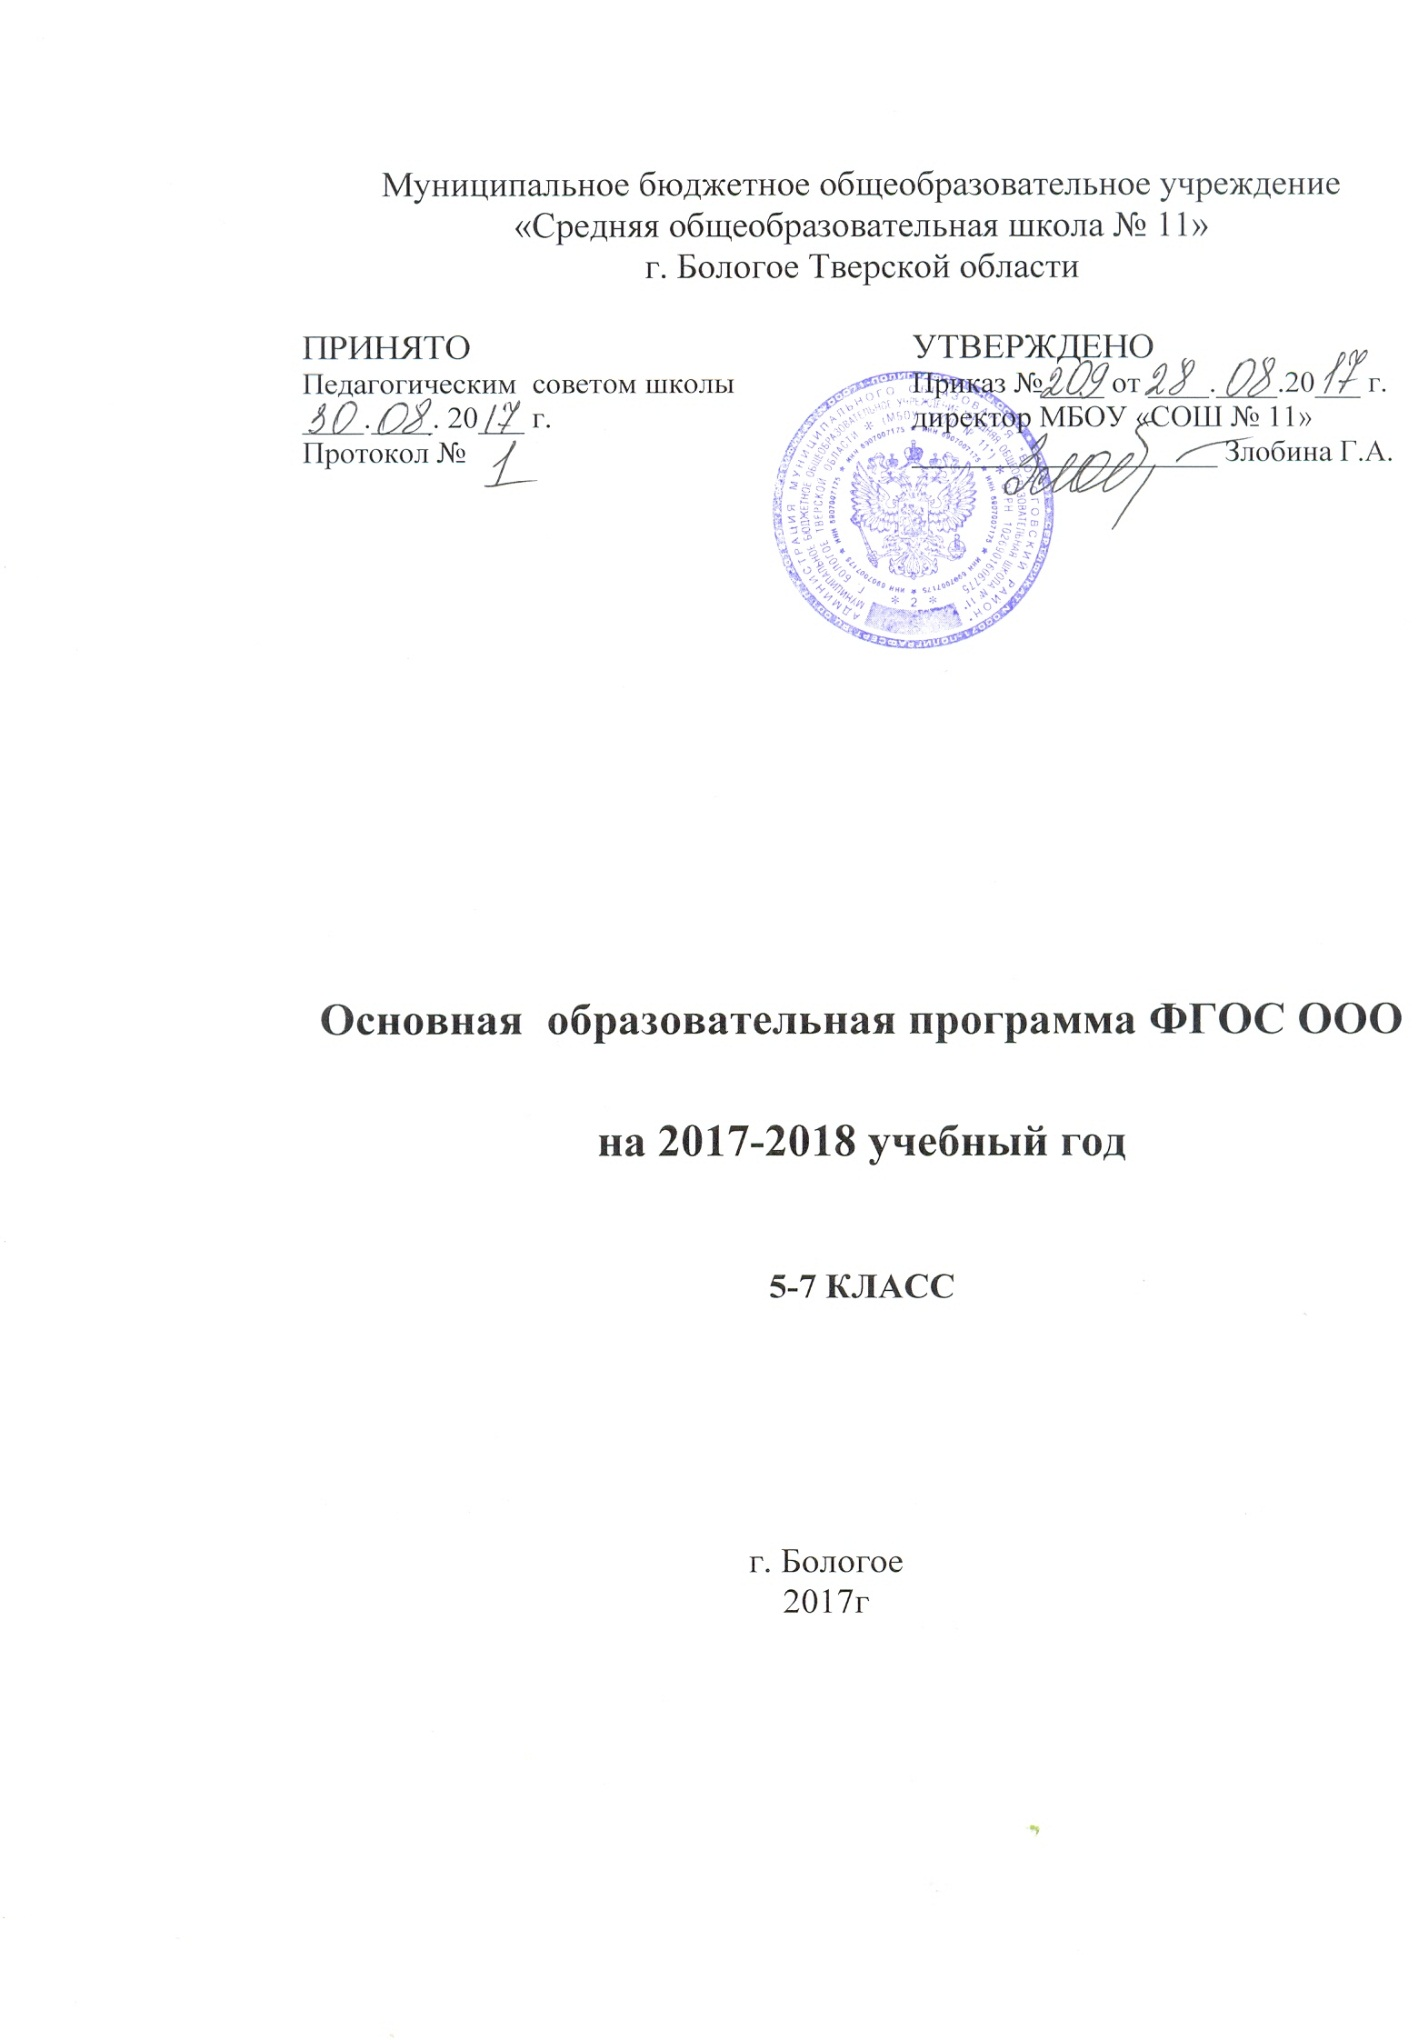 Муниципальное бюджетное общеобразовательное учреждение
«Средняя общеобразовательная школа № 11»
г. Бологое Тверской области
ПРИНЯТО
Педагогическим советом школы
30.08.2017 г.
Протокол № 1
УТВЕРЖДЕНО
Приказ № 209 от 28.08.2017 г.
директор МБОУ «СОШ № 11»
Злобина Г.А.
Основная образовательная программа ФГОС ООО
на 2017-2018 учебный год
5-7 КЛАСС
г. Бологое
2017г